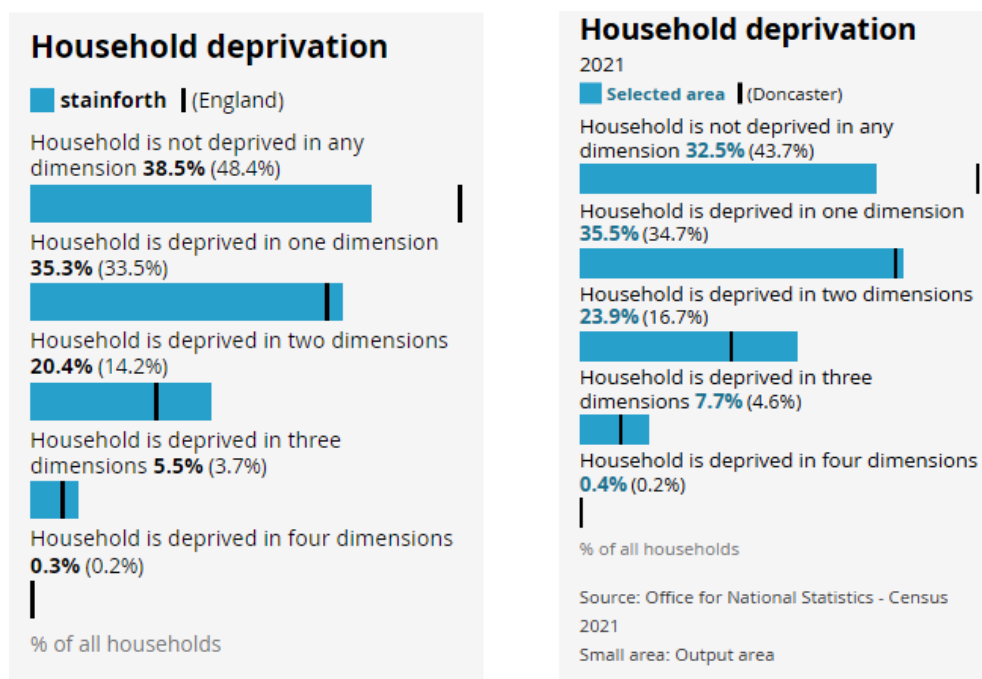 Household deprivation
stainforth (England)
Household is not deprived in any
dimension 38.5% (48.4%)
Household is deprived in one dimension
35.3% (33.5%)
Household is deprived in two dimensions
20.4% (14.2%)
Household is deprived in three
dimensions 5.5% (3.7%)
Household is deprived in four dimensions
0.3% (0.2%)
% of all households
Household deprivation
2021
Selected area (Doncaster)
Household is not deprived in any
dimension 32.5% (43.7%)
Household is deprived in one dimension
35.5% (34.7%)
Household is deprived in two dimensions
23.9% (16.7%)
Household is deprived in three
dimensions 7.7% (4.6%)
Household is deprived in four dimensions
0.4% (0.2%)
% of all households
Source: Office for National Statistics - Census
2021
Small area: Output area